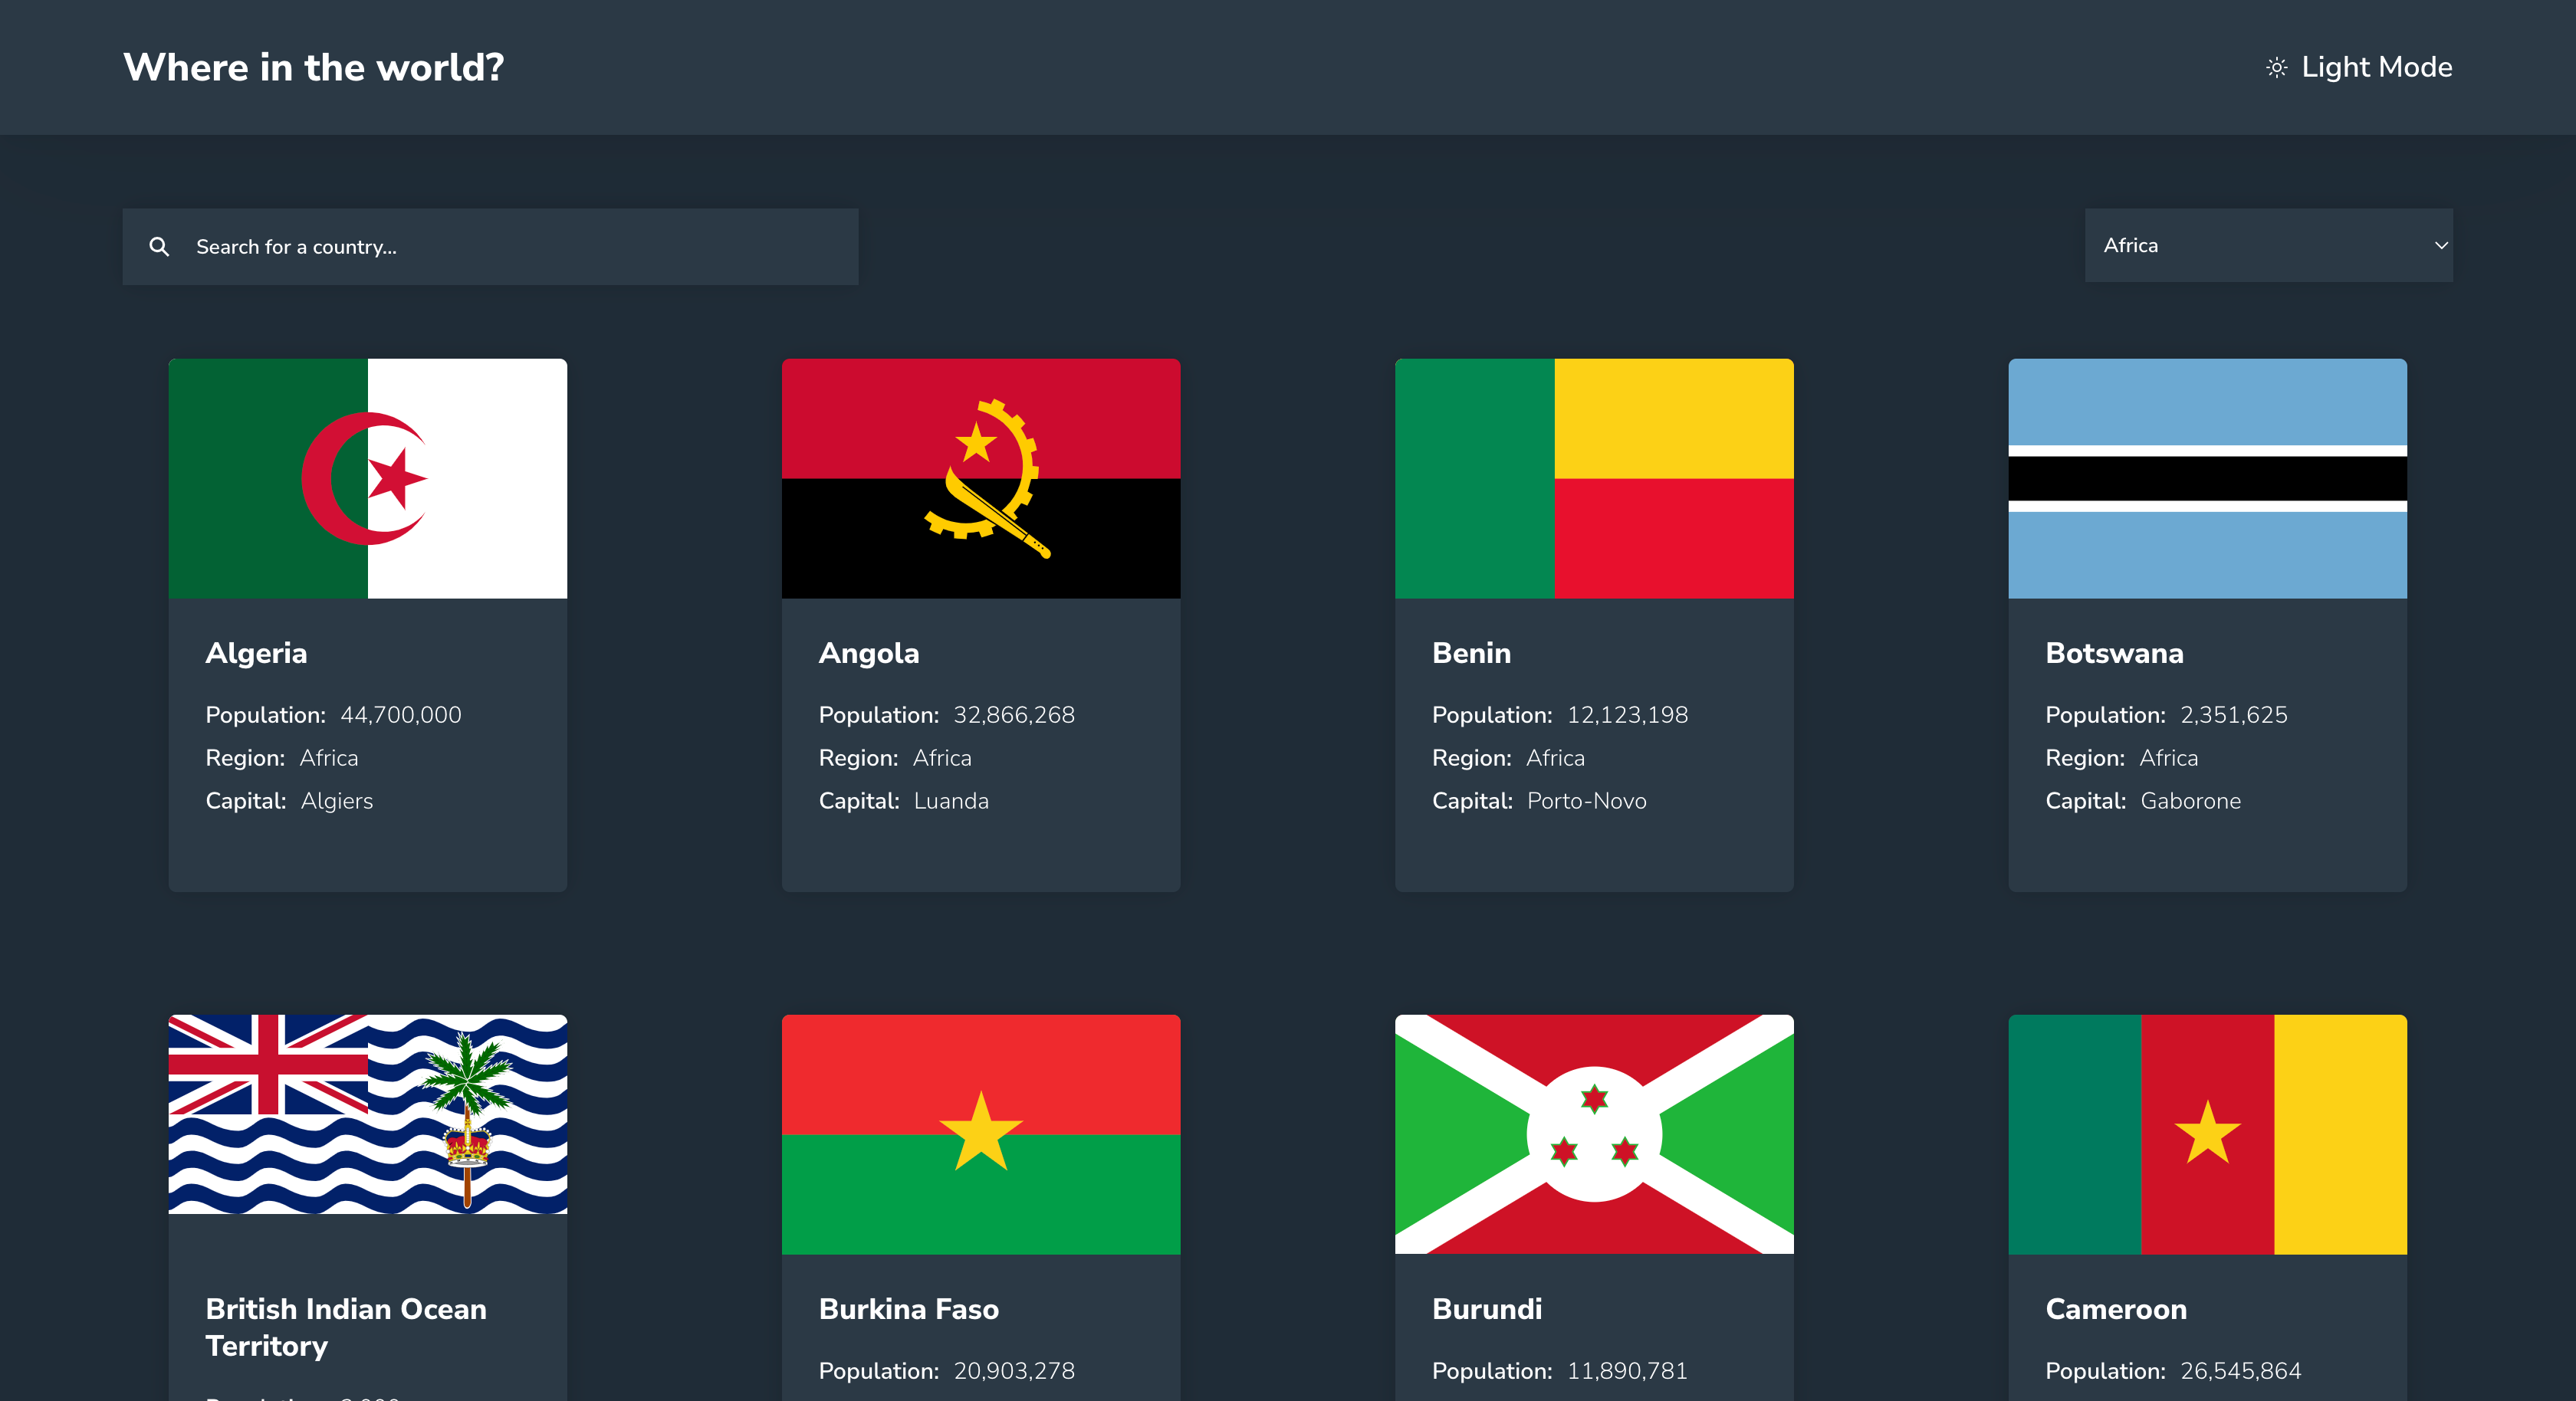 Where in the world?
Light Mode
Search for a country...
Africa
Algeria
Population: 44,700,000
Region: Africa
Capital: Algiers
Angola
Population: 32,866,268
Region: Africa
Capital: Luanda
Benin
Population: 12,123,198
Region: Africa
Capital: Porto-Novo
Botswana
Population: 2,351,625
Region: Africa
Capital: Gaborone
British Indian Ocean
Territory
Burkina Faso
Population: 20,903,278
Burundi
Population: 11,890,781
Cameroon
Population: 26,545,864